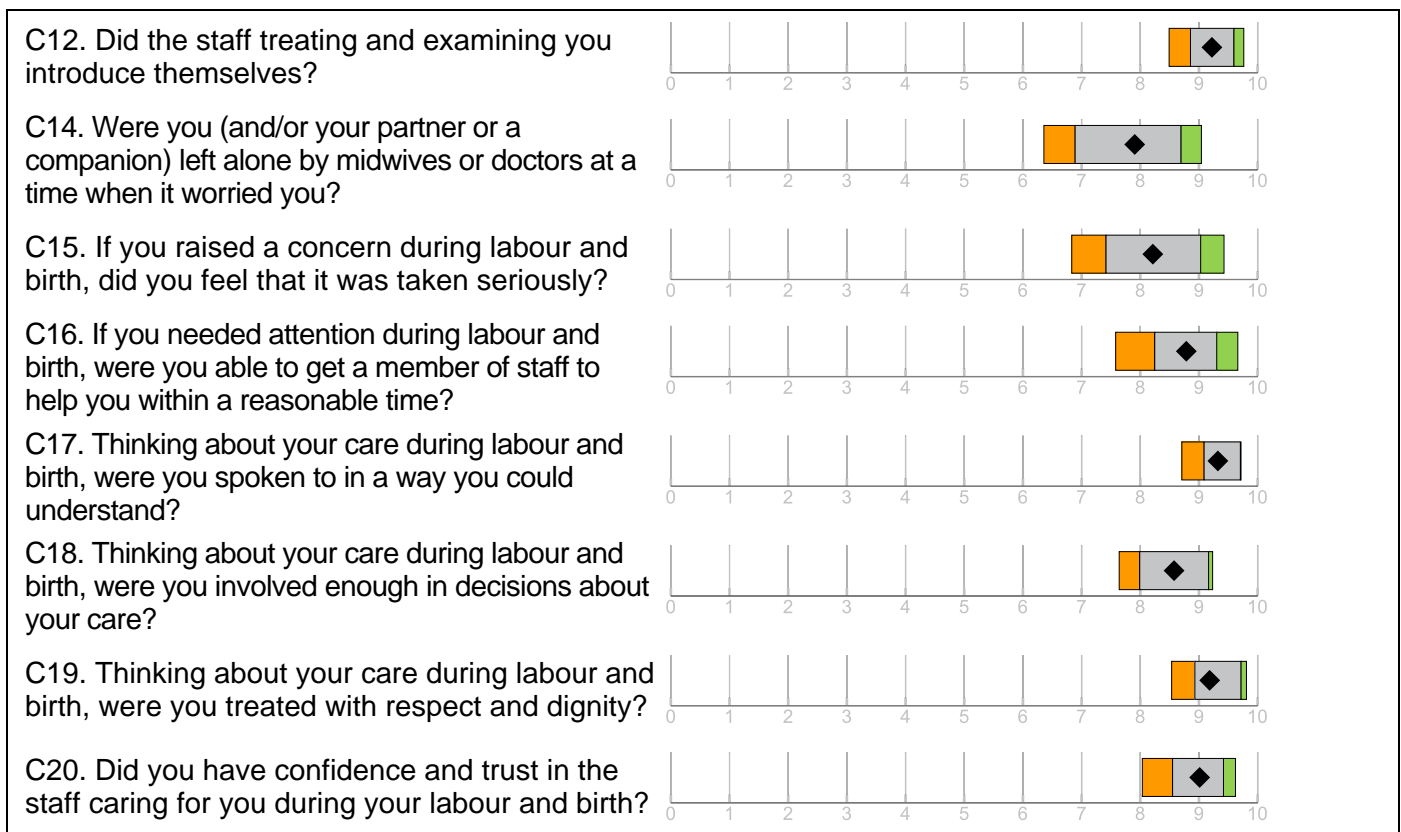 C12. Did the staff treating and examining you
introduce themselves?
0 1 2 3 4 5 6 7 8 9 10
C14. Were you (and/or your partner or a
companion) left alone by midwives or doctors at a
time when it worried you?
0 1 2 3 4 5 6 7 8 9 10
C15. If you raised a concern during labour and
birth, did you feel that it was taken seriously?
0 1 2 3 4 5 6 7 8 9 10
C16. If you needed attention during labour and
birth, were you able to get a member of staff to
help you within a reasonable time?
0 1 2 3 4 5 6 7 8 9 10
C17. Thinking about your care during labour and
birth, were you spoken to in a way you could
understand?
0 1 2 3 4 5 6 7 8 9 10
C18. Thinking about your care during labour and
birth, were you involved enough in decisions about
your care?
0 1 2 3 4 5 6 7 8 9 10
C19. Thinking about your care during labour and
birth, were you treated with respect and dignity?
0 1 2 3 4 5 6 7 8 9 10
C20. Did you have confidence and trust in the
staff caring for you during your labour and birth?
0 1 2 3 4 5 6 7 8 9 10